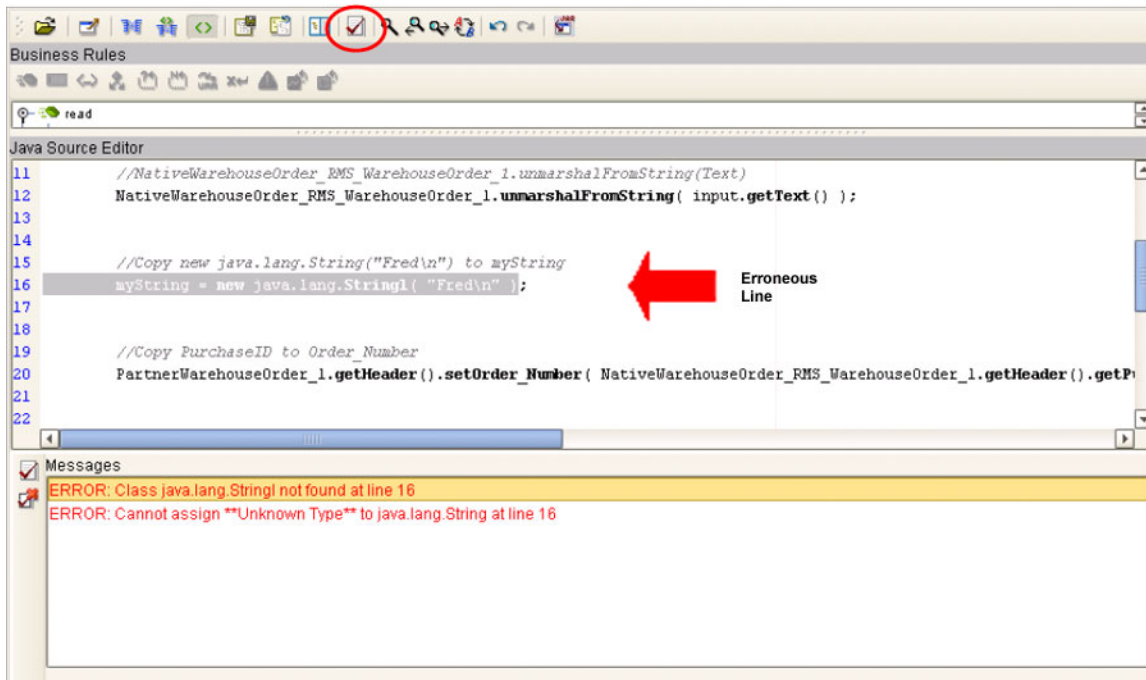 Business Rules
read
Java Source Editor
11 //NativeWarehouseOrder_RMS_WarehouseOrder_1.unmarshalFromString(Text)
12 NativeWarehouseOrder_RMS_WarehouseOrder_1.unmarshalFromString( input.getText() );
13
14
15 //Copy new java.lang.String("Fred\n") to myString
16 myString = new java.lang.Stringl( "Fred\n" );
Erroneous
Line
17
18
19 //Copy PurchaseID to Order_Number
20 PartnerWarehouseOrder_1.getHeader().setOrder_Number( NativeWarehouseOrder_RMS_WarehouseOrder_1.getHeader().getP
21
22
Messages
ERROR: Class java.lang.Stringl not found at line 16
ERROR: Cannot assign **Unknown Type** to java.lang.String at line 16